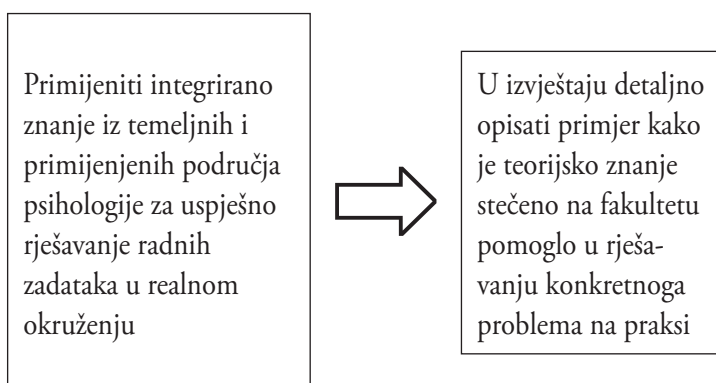 Primijeniti integrirano
znanje iz temeljnih i
primijenjenih područja
psihologije za uspješno
rješavanje radnih
zadataka u realnom
okruženju
U izvještaju detaljno
opisati primjer kako
je teorijsko znanje
stečeno na fakultetu
pomoglo u rješa-
vanju konkretnoga
problema na praksi